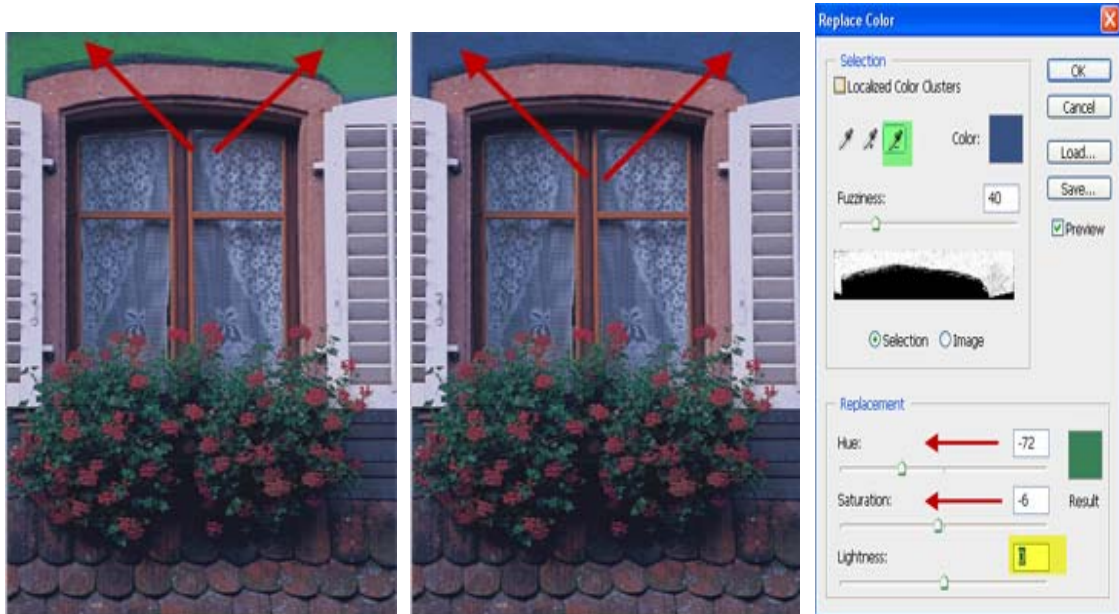 Replace Color
Selection
Localized Color Clusters
Color:
OK
Cancel
Load...
Save...
Preview
Fuzziness: 40
Selection Image
Replacement
Hue: -72
Saturation: -6
Result
Lightness: